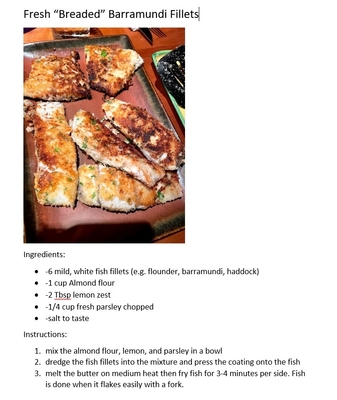 Fresh “Breaded” Barramundi Fillets
Ingredients:
• -6 mild, white fish fillets (e.g. flounder, barramundi, haddock)
• -1 cup Almond flour
• -2 Tbsp lemon zest
• -1/4 cup fresh parsley chopped
• -salt to taste
Instructions:
1. mix the almond flour, lemon, and parsley in a bowl
2. dredge the fish fillets into the mixture and press the coating onto the fish
3. melt the butter on medium heat then fry fish for 3-4 minutes per side. Fish
is done when it flakes easily with a fork.